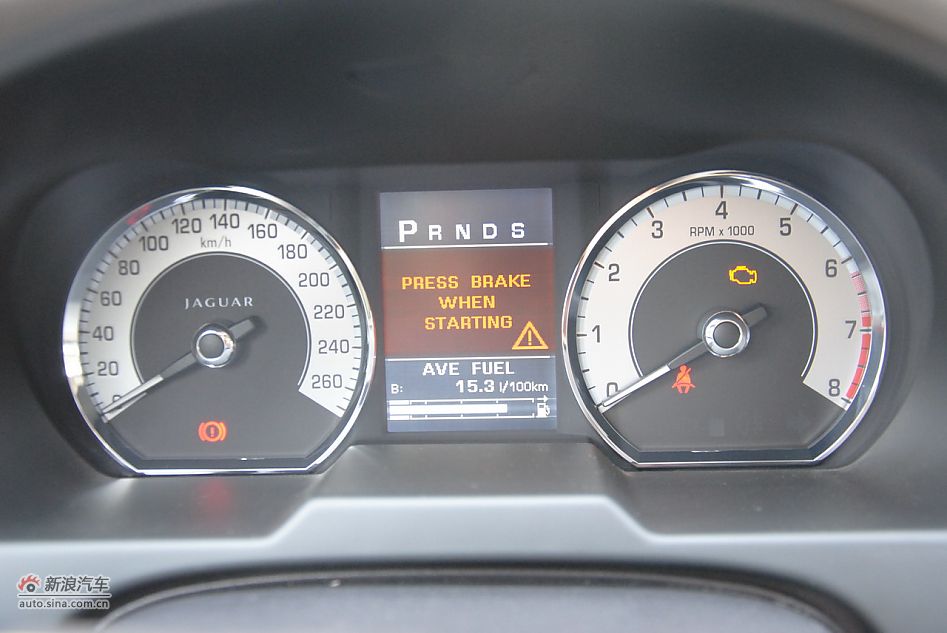 20
40
60
80
100
120
140
160
180
200
220
240
260
0
km/h
JAGUAR
P R N D S
PRESS BRAKE
WHEN
STARTING
AVE FUEL
B: 15.3 l/100km
0
1
2
3
4
5
6
7
8
RPM x 1000
新浪汽车
auto.sina.com.cn